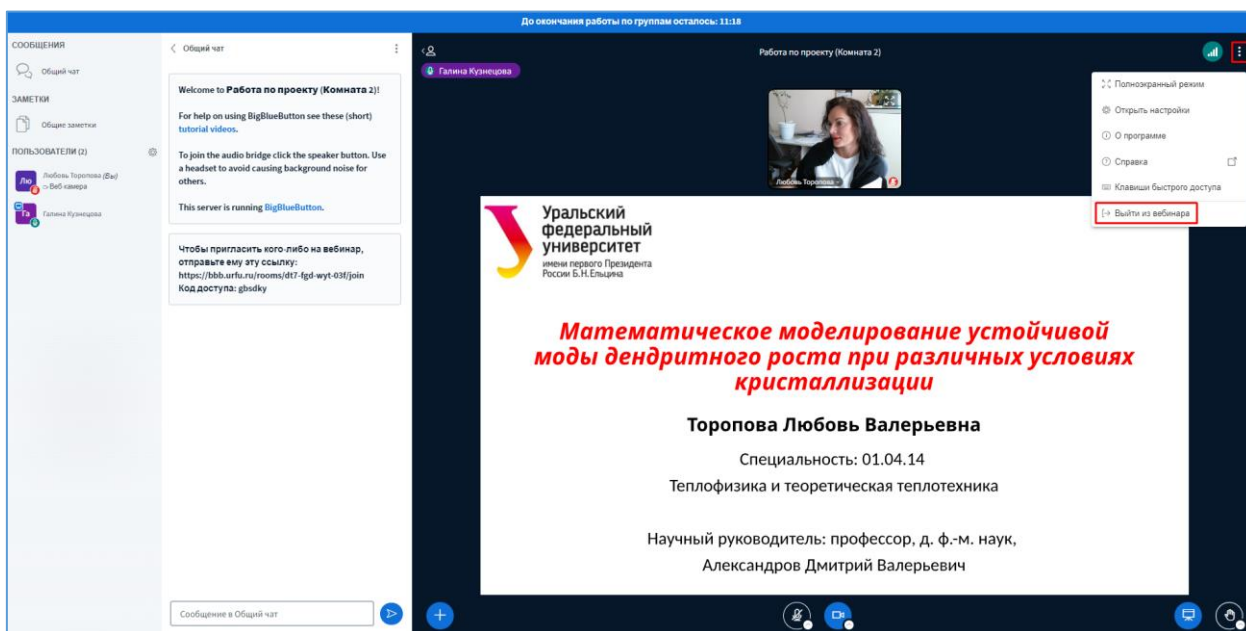 До окончания работы по группам осталось: 11:18
СООБЩЕНИЯ
Общий чат
ЗАМЕТКИ
Общие заметки
ПОЛЬЗОВАТЕЛИ (2)
Лю
Любовь Торопова (Вы)
Веб-камера
Га
Галина Кузнецова
Общий чат
Welcome to Работа по проекту (Комната 2)!
For help on using BigBlueButton see these (short)
tutorial videos.
To join the audio bridge click the speaker button. Use
a headset to avoid causing background noise for
others.
This server is running BigBlueButton.
Чтобы пригласить кого-либо на вебинар,
отправьте ему эту ссылку:
https://bbb.urfu.ru/rooms/dt7-fgd-wyt-03f/join
Код доступа: gbsdky
Сообщение в Общий чат
Работа по проекту (Комната 2)
Галина Кузнецова
Любовь Торопова
Полноэкранный режим
Открыть настройки
О программе
Справка
Клавиши быстрого доступа
Выйти из вебинара
Уральский
федеральный
университет
имени первого Президента
России Б.Н.Ельцина
Математическое моделирование устойчивой
моды дендритного роста при различных условиях
кристаллизации
Торопова Любовь Валерьевна
Специальность: 01.04.14
Теплофизика и теоретическая теплотехника
Научный руководитель: профессор, д. ф.-м. наук,
Александров Дмитрий Валерьевич